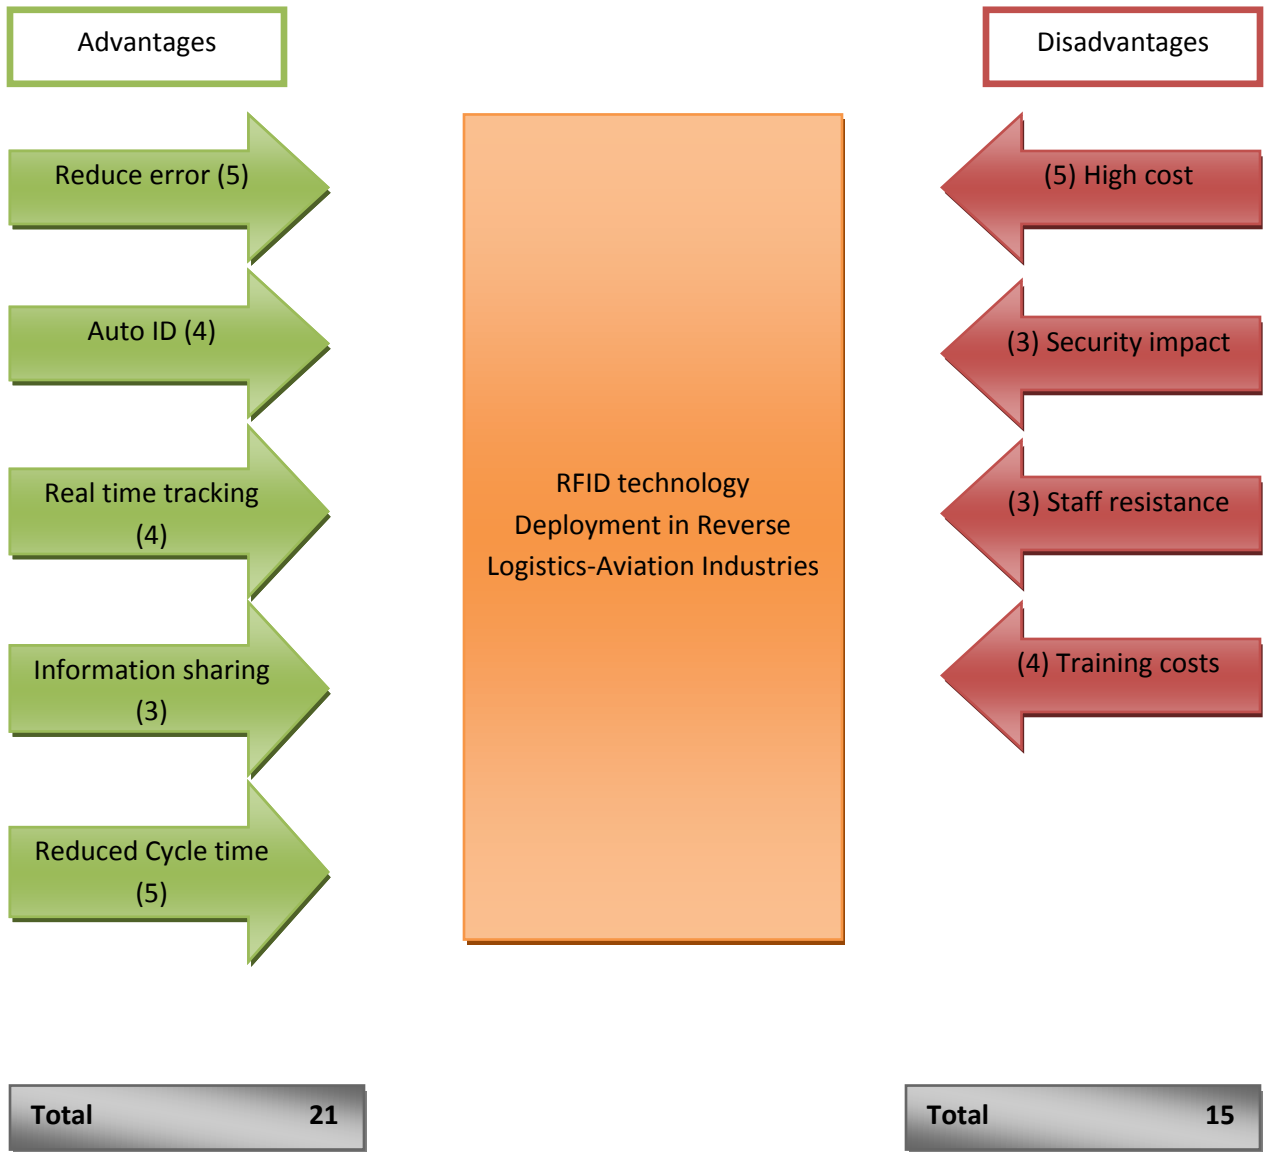 Advantages
Disadvantages
Reduce error (5)
Auto ID (4)
Real time tracking
(4)
Information sharing
(3)
Reduced Cycle time
(5)
RFID technology
Deployment in Reverse
Logistics-Aviation Industries
(5) High cost
(3) Security impact
(3) Staff resistance
(4) Training costs
Total 21
Total 15